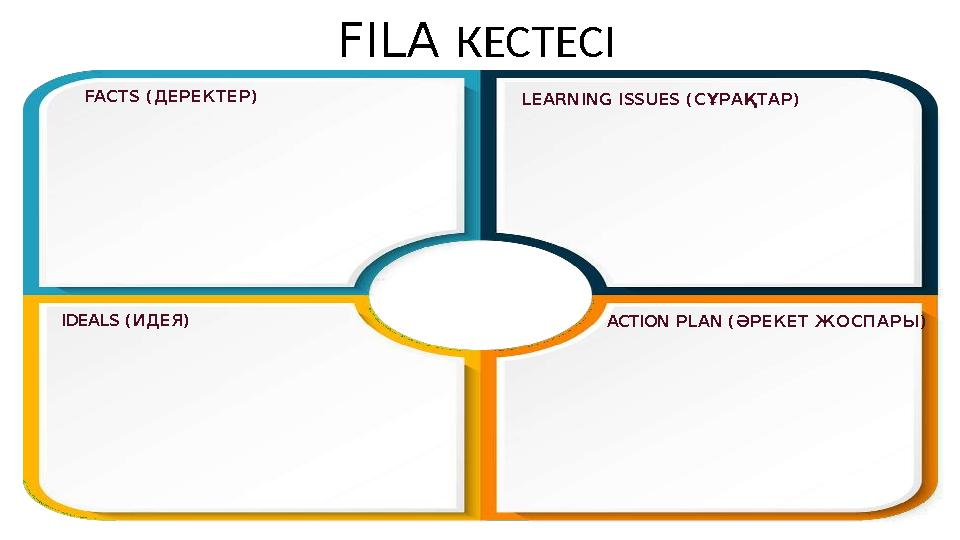 FILA КЕСТЕСІ
FACTS (ДЕРЕКТЕР)
LEARNING ISSUES (СҰРАҚТАР)
IDEALS (ИДЕЯ)
ACTION PLAN (ӘРЕКЕТ ЖОСПАРЫ)